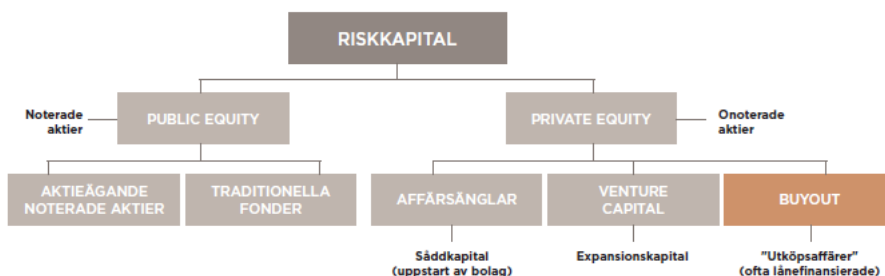 RISKKAPITAL
Noterade
aktier
PUBLIC EQUITY
PRIVATE EQUITY
Onoterade
aktier
AKTIEÄGANDE
NOTERADE AKTIER
TRADITIONELLA
FONDER
AFFÄRSÄNGLAR
VENTURE
CAPITAL
BUYOUT
Såddkapital
(uppstart av bolag)
Expansionskapital
"Utköpsaffärer"
(ofta lånefinansierade)